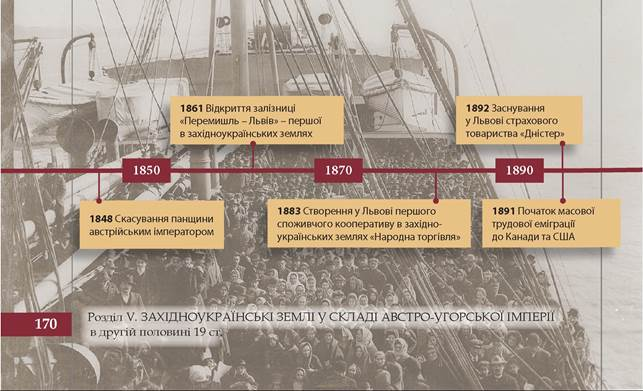 1861 Відкриття залізниці
«Перемишль – Львів» – першої
в західноукраїнських землях
1892 Заснування
у Львові страхового
товариства «Дністер»
1850
1870
1890
1848 Скасування панщини
австрійським імператором
1883 Створення у Львові першого
споживчого кооперативу в західно-
українських землях «Народна торгівля»
1891 Початок масової
трудової еміграції
до Канади та США
170
Розділ V. ЗАХІДНОУКРАЇНСЬКІ ЗЕМЛІ У СКЛАДІ АВСТРО-УГОРСЬКОЇ ІМПЕРІЇ
в другій половині 19 ст.